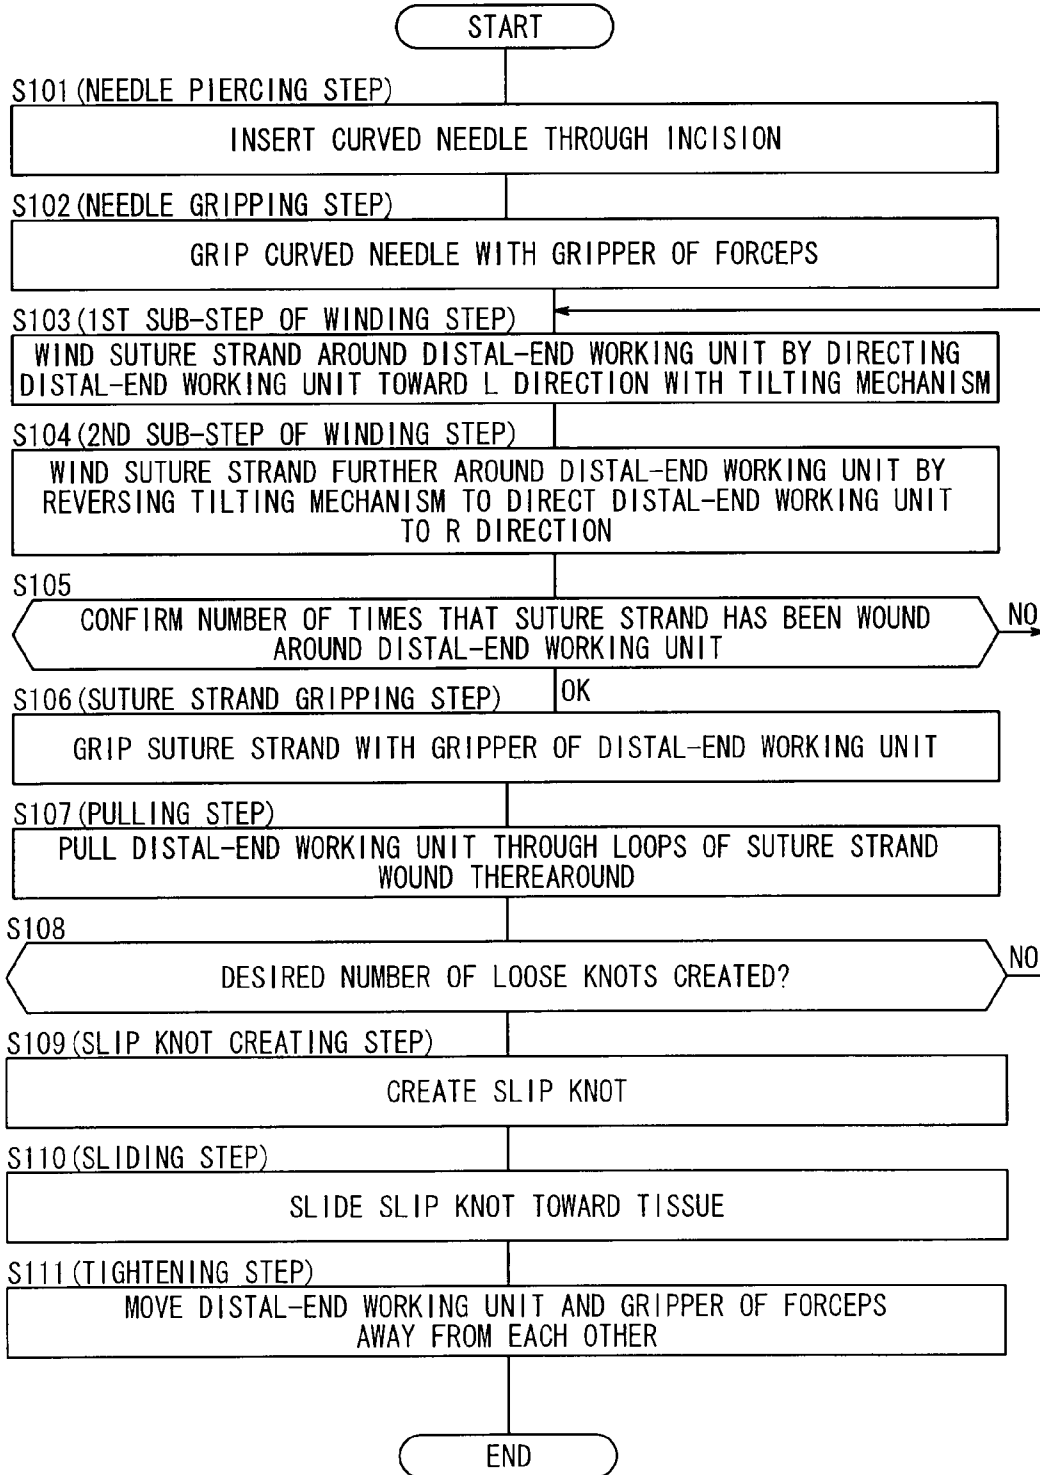 START
S101(NEEDLE PIERCING STEP)
INSERT CURVED NEEDLE THROUGH INCISION
S102(NEEDLE GRIPPING STEP)
GRIP CURVED NEEDLE WITH GRIPPER OF FORCEPS
S103(1ST SUB-STEP OF WINDING STEP)
WIND SUTURE STRAND AROUND DISTAL-END WORKING UNIT BY DIRECTING
DISTAL-END WORKING UNIT TOWARD L DIRECTION WITH TILTING MECHANISM
S104(2ND SUB-STEP OF WINDING STEP)
WIND SUTURE STRAND FURTHER AROUND DISTAL-END WORKING UNIT BY
REVERSING TILTING MECHANISM TO DIRECT DISTAL-END WORKING UNIT
TO R DIRECTION
S105
CONFIRM NUMBER OF TIMES THAT SUTURE STRAND HAS BEEN WOUND
AROUND DISTAL-END WORKING UNIT
NO
OK
S106(SUTURE STRAND GRIPPING STEP)
GRIP SUTURE STRAND WITH GRIPPER OF DISTAL-END WORKING UNIT
S107(PULLING STEP)
PULL DISTAL-END WORKING UNIT THROUGH LOOPS OF SUTURE STRAND
WOUND THEREAROUND
S108
DESIRED NUMBER OF LOOSE KNOTS CREATED?
NO
S109(SLIP KNOT CREATING STEP)
CREATE SLIP KNOT
S110(SLIDING STEP)
SLIDE SLIP KNOT TOWARD TISSUE
S111(TIGHTENING STEP)
MOVE DISTAL-END WORKING UNIT AND GRIPPER OF FORCEPS
AWAY FROM EACH OTHER
END